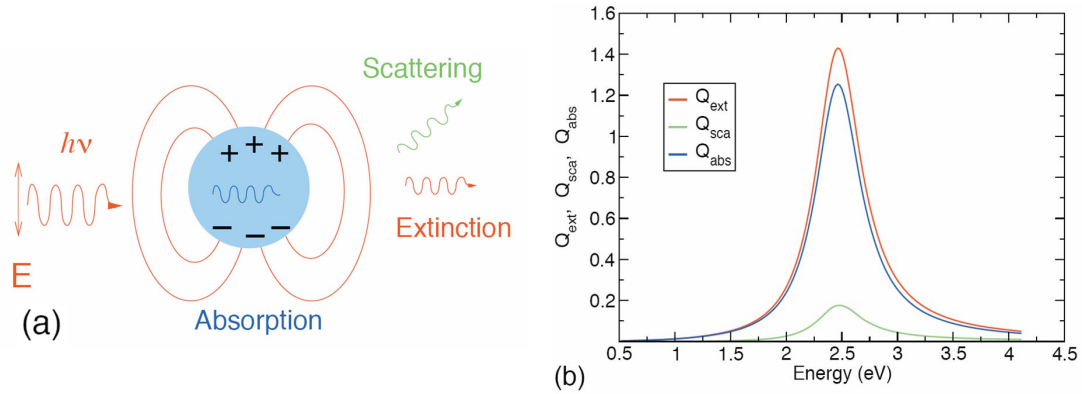 Scattering
hν
+ + +
E
− − −
Extinction
Absorption
(a)
1.6
1.4
1.2
1
0.8
0.6
0.4
0.2
Q_ext, Q_sca, Q_abs
Q_ext
Q_sca
Q_abs
0.5 1 1.5 2 2.5 3 3.5 4 4.5
Energy (eV)
(b)